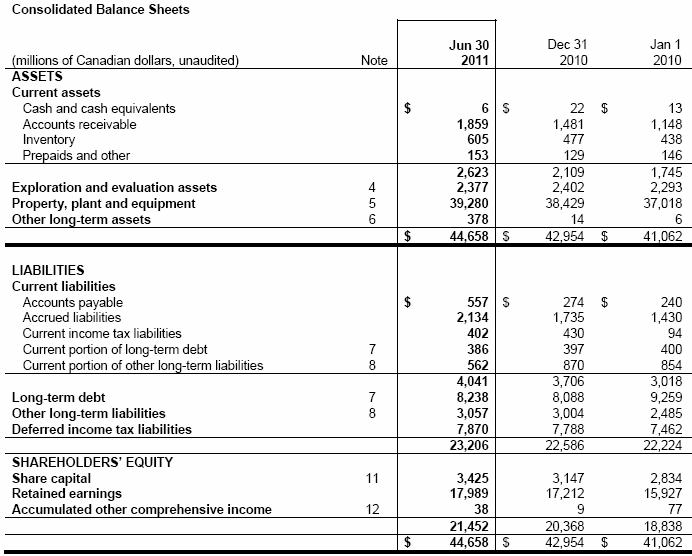 Consolidated Balance Sheets
Jun 30 Dec 31 Jan 1
(millions of Canadian dollars, unaudited) Note 2011 2010 2010
ASSETS
Current assets
Cash and cash equivalents $ 6 $ 22 $ 13
Accounts receivable 1,859 1,481 1,148
Inventory 605 477 438
Prepaids and other 153 129 146
2,623 2,109 1,745
Exploration and evaluation assets 4 2,377 2,402 2,293
Property, plant and equipment 5 39,280 38,429 37,018
Other long-term assets 6 378 14 6
$ 44,658 $ 42,954 $ 41,062
LIABILITIES
Current liabilities
Accounts payable $ 557 $ 274 $ 240
Accrued liabilities 2,134 1,735 1,430
Current income tax liabilities 402 430 94
Current portion of long-term debt 7 386 397 400
Current portion of other long-term liabilities 8 562 870 854
4,041 3,706 3,018
Long-term debt 7 8,238 8,088 9,259
Other long-term liabilities 8 3,057 3,004 2,485
Deferred income tax liabilities 7,870 7,788 7,462
23,206 22,586 22,224
SHAREHOLDERS' EQUITY
Share capital 11 3,425 3,147 2,834
Retained earnings 17,989 17,212 15,927
Accumulated other comprehensive income 12 38 9 77
21,452 20,368 18,838
$ 44,658 $ 42,954 $ 41,062